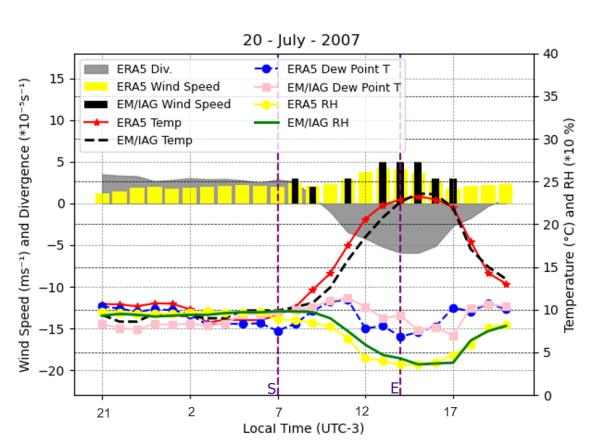 20 - July - 2007
ERA5 Div.
ERA5 Wind Speed
EM/IAG Wind Speed
ERA5 Temp
EM/IAG Temp
ERA5 Dew Point T
EM/IAG Dew Point T
ERA5 RH
EM/IAG RH
Wind Speed (ms⁻¹) and Divergence (*10⁻⁵s⁻¹)
15
10
5
0
−5
−10
−15
−20
40
35
30
25
20
15
10
5
0
Temperature (°C) and RH (*10 %)
S
E
21
2
7
12
17
Local Time (UTC-3)